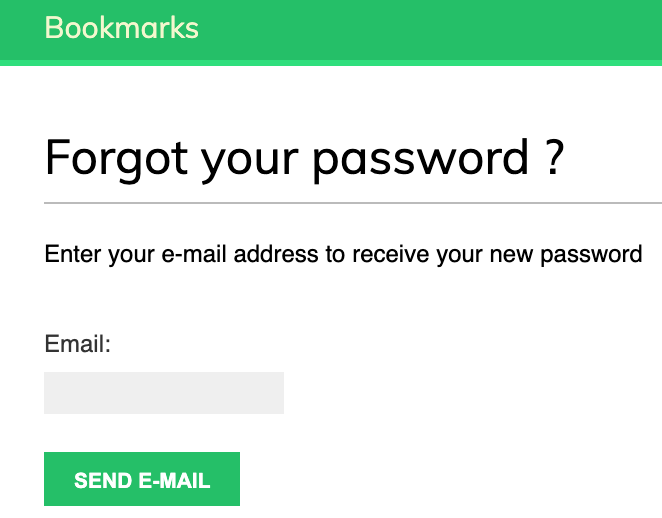 Bookmarks
Forgot your password ?
Enter your e-mail address to receive your new password
Email:
SEND E-MAIL